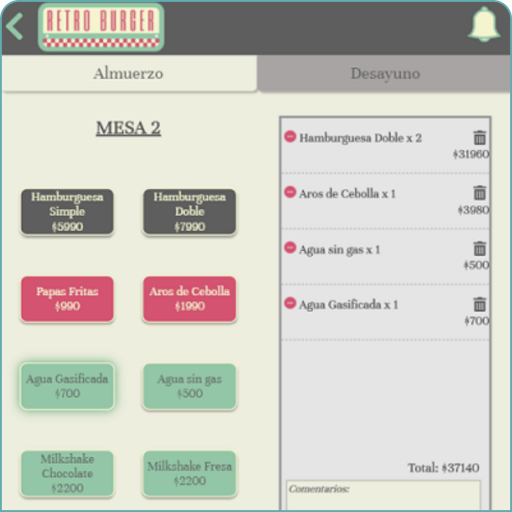 RETRO BURGER
Almuerzo
Desayuno
MESA 2
Hamburguesa
Simple
$5990
Hamburguesa
Doble
$7990
Papas Fritas
$990
Aros de Cebolla
$1990
Agua Gasificada
$700
Agua sin gas
$500
Milkshake
Chocolate
$2200
Milkshake Fresa
$2200
Hamburguesa Doble x 2
$31960
Aros de Cebolla x 1
$3980
Agua sin gas x 1
$500
Agua Gasificada x 1
$700
Total: $37140
Comentarios: